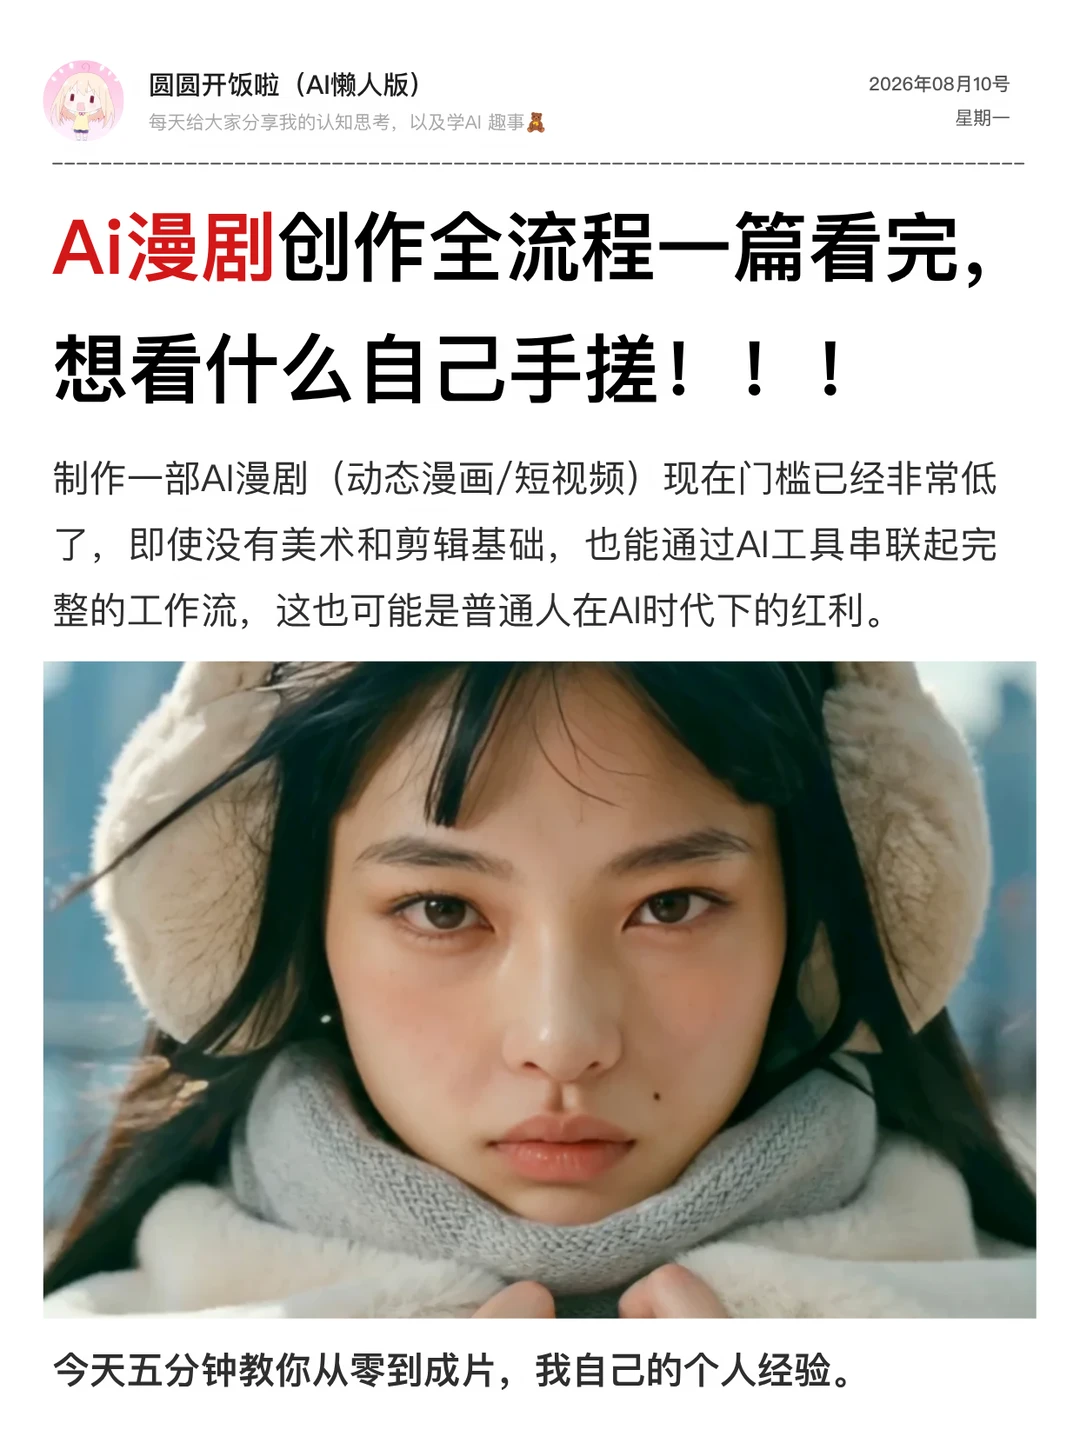 圆圆开饭啦（AI懒人版）
每天给大家分享我的认知思考，以及学AI 趣事🧸
2026年08月10号
星期一
Ai漫剧创作全流程一篇看完，
想看什么自己手搓！！！
制作一部AI漫剧（动态漫画/短视频）现在门槛已经非常低
了，即使没有美术和剪辑基础，也能通过AI工具串联起完
整的工作流，这也可能是普通人在AI时代下的红利。
今天五分钟教你从零到成片，我自己的个人经验。